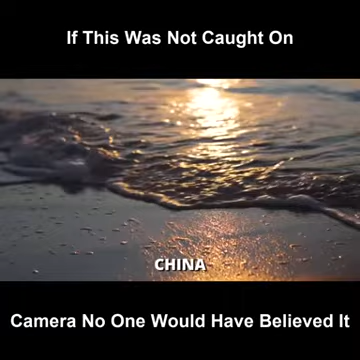 If This Was Not Caught On
CHINA
Camera No One Would Have Believed It